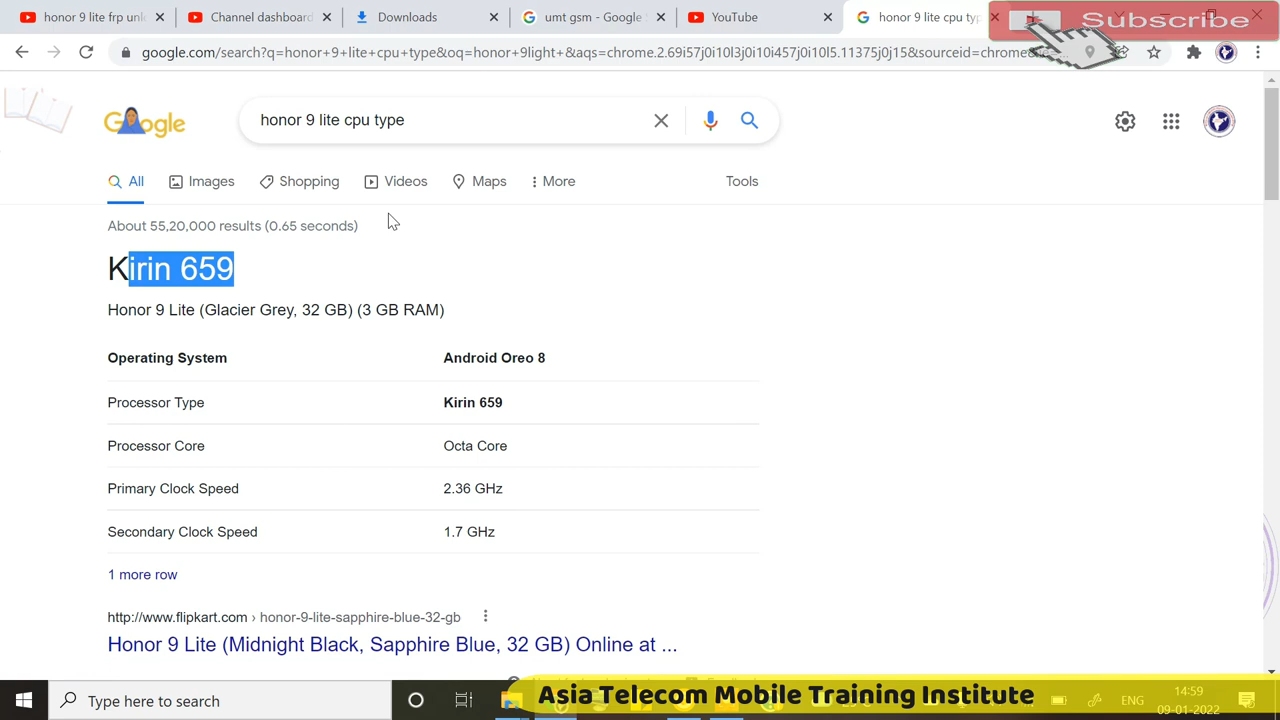 honor 9 lite frp unl
Channel dashboard
Downloads
umt gsm - Google S
YouTube
honor 9 lite cpu typ
Subscribe
google.com/search?q=honor+9+lite+cpu+type&oq=honor+9light+&aqs=chrome.2.69i57j0i10l30i10i457j0i10l5.11375j0j15&sourceid=chrome&ie
Google
honor 9 lite cpu type
All
Images
Shopping
Videos
Maps
More
Tools
About 55,20,000 results (0.65 seconds)
Kirin 659
Honor 9 Lite (Glacier Grey, 32 GB) (3 GB RAM)
Operating System Android Oreo 8
Processor Type Kirin 659
Processor Core Octa Core
Primary Clock Speed 2.36 GHz
Secondary Clock Speed 1.7 GHz
1 more row
http://www.flipkart.com › honor-9-lite-sapphire-blue-32-gb
Honor 9 Lite (Midnight Black, Sapphire Blue, 32 GB) Online at ...
Type here to search
Asia Telecom Mobile Training Institute
ENG
14:59
09-01-2022